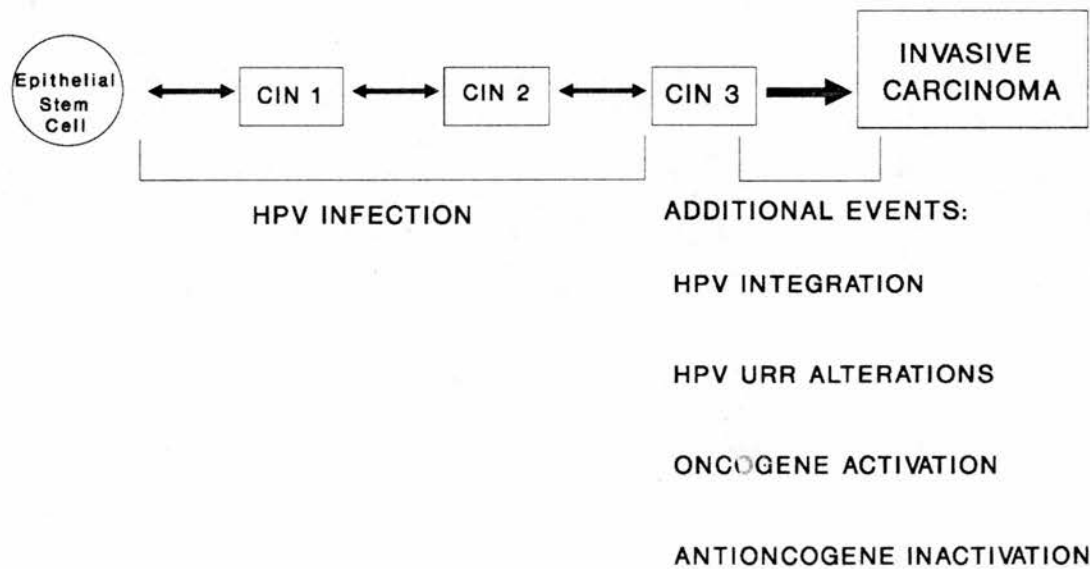 Epithelial
Stem
Cell
CIN 1
CIN 2
CIN 3
INVASIVE
CARCINOMA
HPV INFECTION
ADDITIONAL EVENTS:
HPV INTEGRATION
HPV URR ALTERATIONS
ONCOGENE ACTIVATION
ANTIONCOGENE INACTIVATION